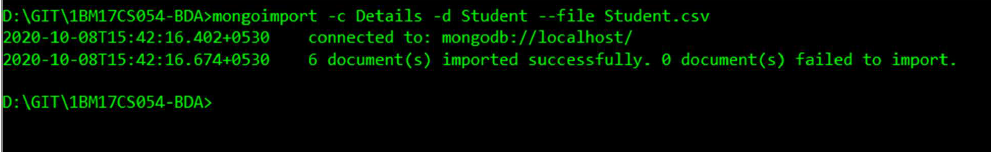 D:\GIT\1BM17CS054-BDA>mongoimport -c Details -d Student --file Student.csv
2020-10-08T15:42:16.402+0530    connected to: mongodb://localhost/
2020-10-08T15:42:16.674+0530    6 document(s) imported successfully. 0 document(s) failed to import.
D:\GIT\1BM17CS054-BDA>